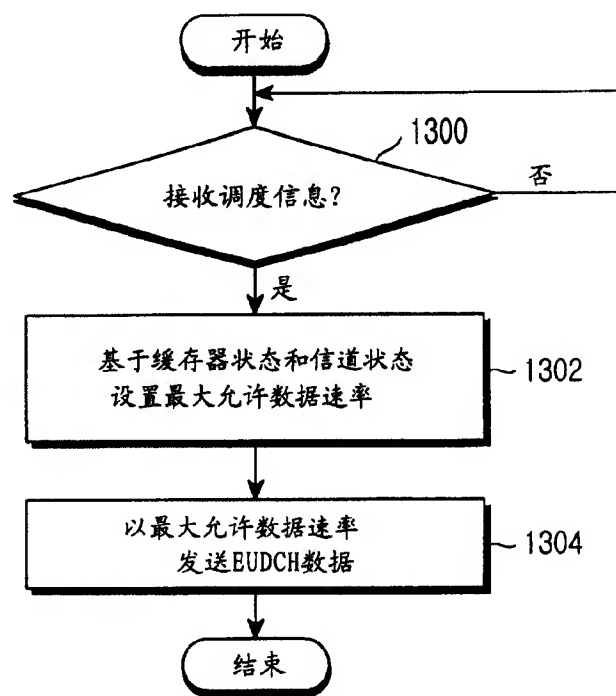 开始
1300
接收调度信息?
否
是
基于缓存器状态和信道状态
设置最大允许数据速率
1302
以最大允许数据速率
发送EUDCH数据
1304
结束